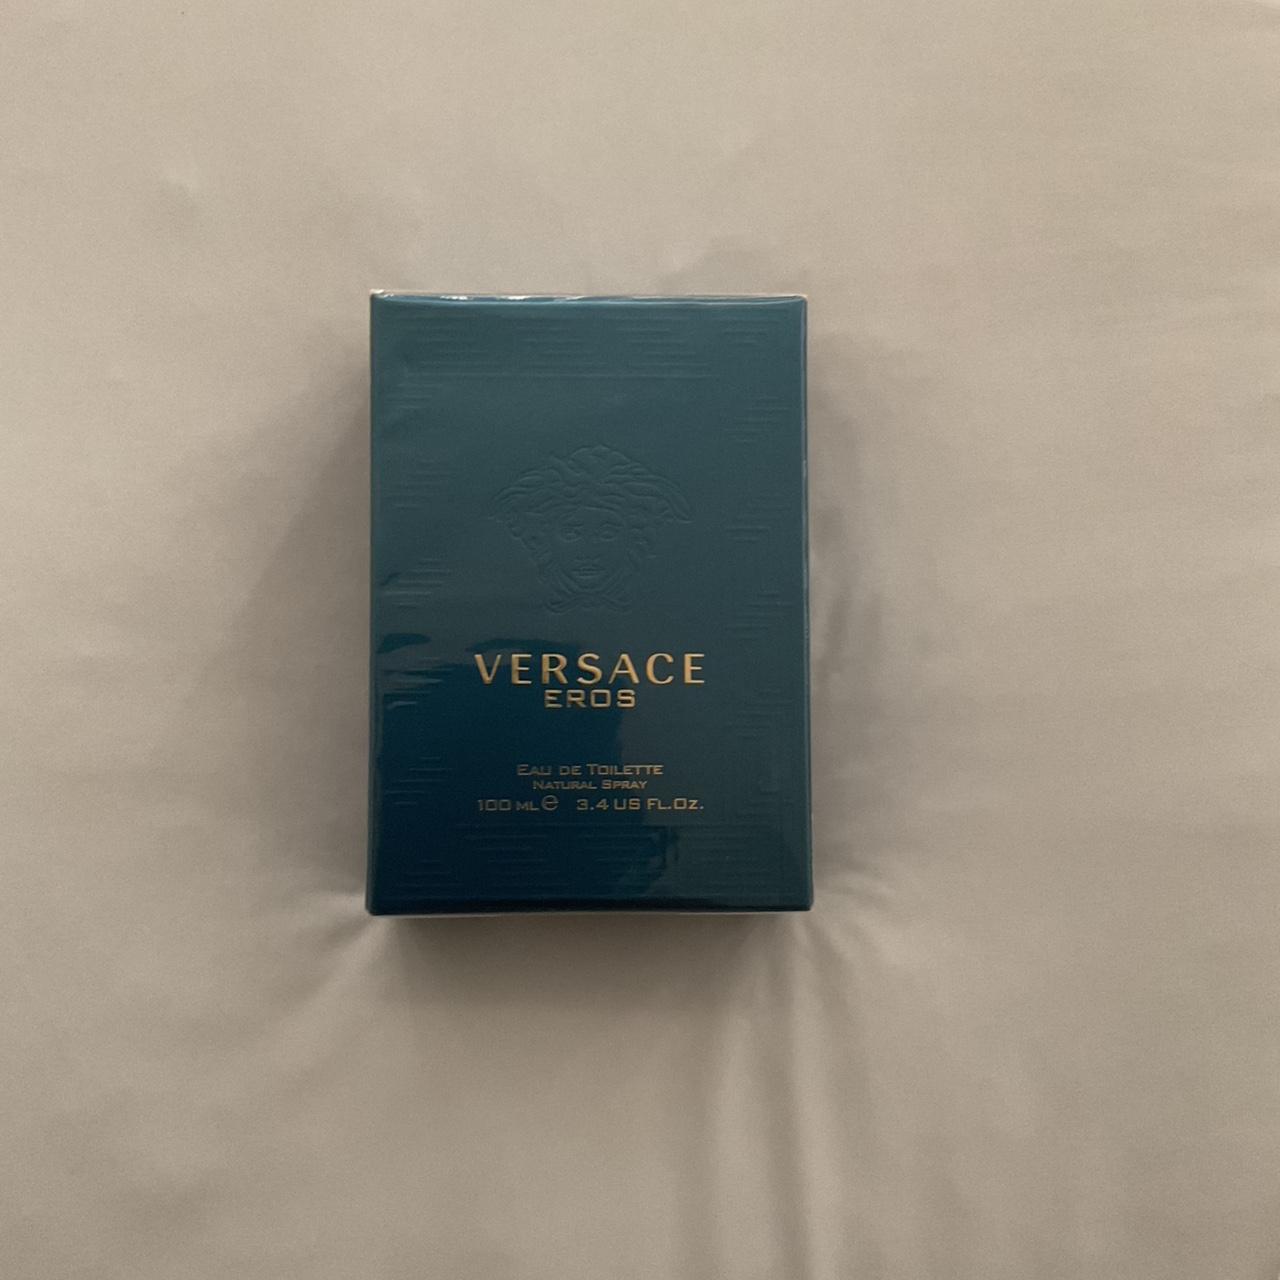 VERSACE
EROS
EAU DE TOILETTE
NATURAL SPRAY
100 ML ℮ 3.4 US FL.OZ.